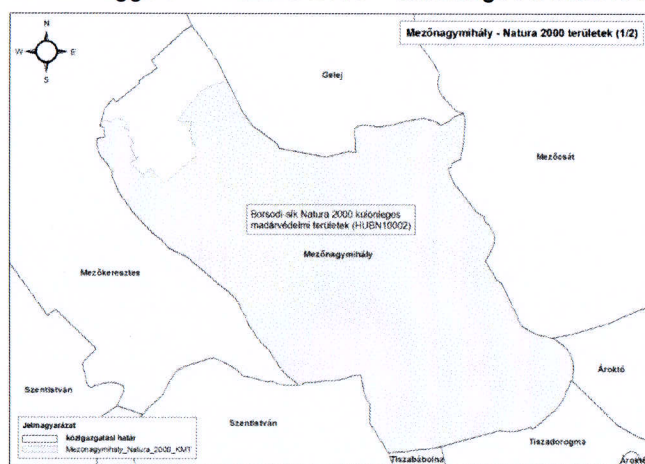 Mezőnagymihály - Natura 2000 területek (1/2)
N
W E
S
Gelej
Mezőcsát
Borsodi-sík Natura 2000 különleges
madárvédelmi területek (HUBN10002)
Mezőnagymihály
Mezőkeresztes
Ároktő
Szentistván
Szentistván
Tiszadorogma
Tiszabábolna
Ároktő
Jelmagyarázat
közigazgatási határ
Mezőnagymihály_Natura_2000_KMT